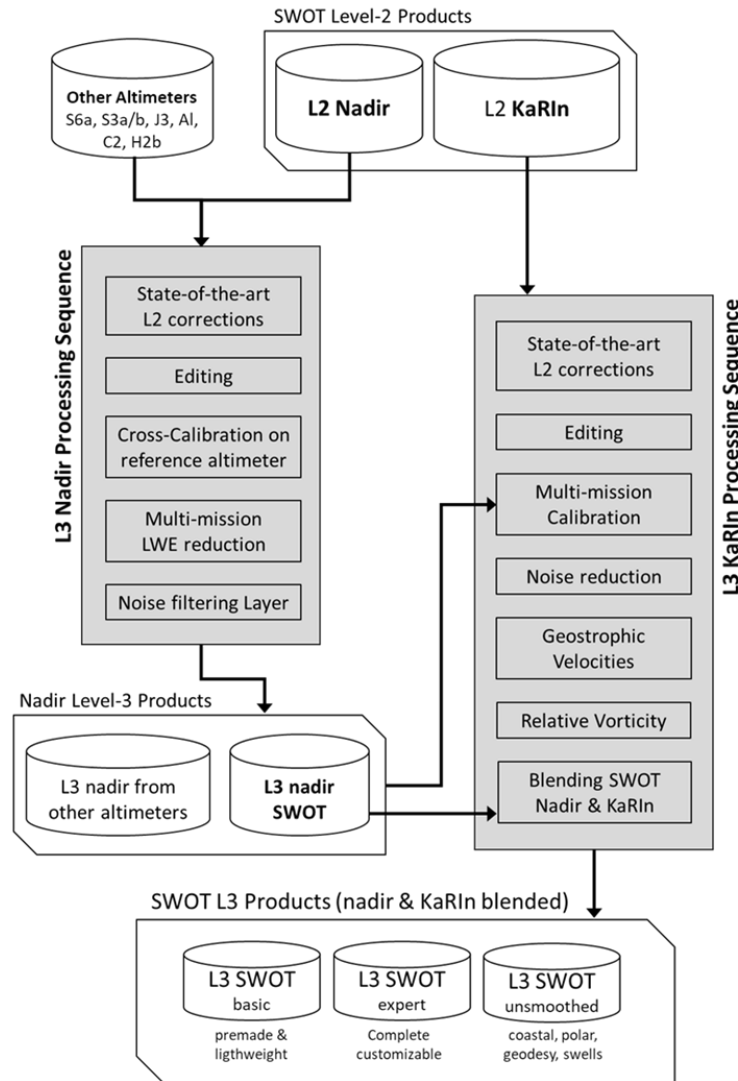 SWOT Level-2 Products
Other Altimeters
S6a, S3a/b, J3, Al,
C2, H2b
L2 Nadir
L2 KaRIn
L3 Nadir Processing Sequence
State-of-the-art
L2 corrections
Editing
Cross-Calibration on
reference altimeter
Multi-mission
LWE reduction
Noise filtering Layer
L3 KaRIn Processing Sequence
State-of-the-art
L2 corrections
Editing
Multi-mission
Calibration
Noise reduction
Geostrophic
Velocities
Relative Vorticity
Blending SWOT
Nadir & KaRIn
Nadir Level-3 Products
L3 nadir from
other altimeters
L3 nadir
SWOT
SWOT L3 Products (nadir & KaRIn blended)
L3 SWOT
basic
premade &
ligthweight
L3 SWOT
expert
Complete
customizable
L3 SWOT
unsmoothed
coastal, polar,
geodesy, swells